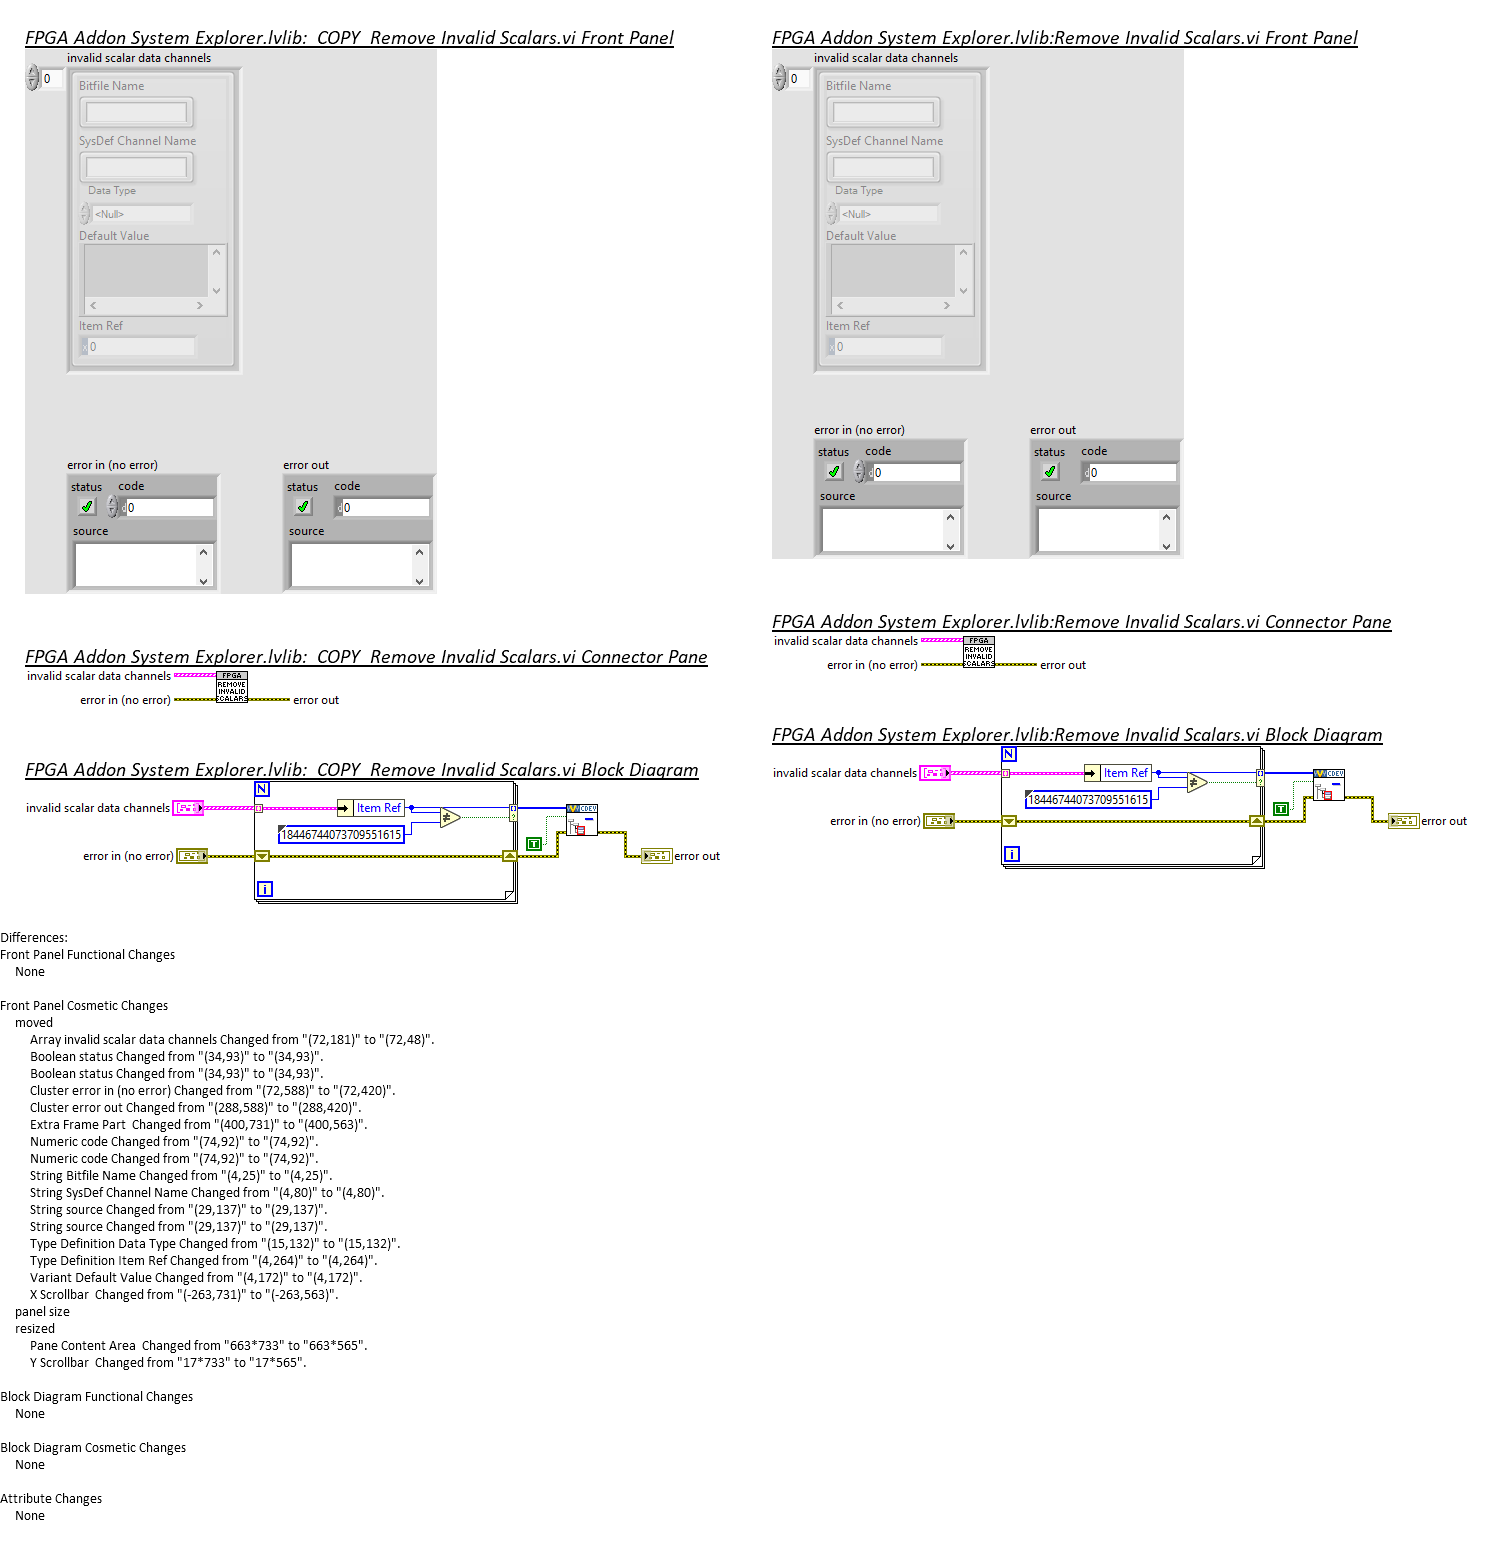 FPGA Addon System Explorer.lvlib:  COPY  Remove Invalid Scalars.vi Front Panel
invalid scalar data channels
0
Bitfile Name
SysDef Channel Name
Data Type
<Null>
Default Value
Item Ref
x 0
error in (no error)
status code
d 0
source
error out
status code
d 0
source
FPGA Addon System Explorer.lvlib:  COPY  Remove Invalid Scalars.vi Connector Pane
invalid scalar data channels
error in (no error)
FPGA
REMOVE
INVALID
SCALARS
error out
FPGA Addon System Explorer.lvlib:  COPY  Remove Invalid Scalars.vi Block Diagram
N
invalid scalar data channels
Item Ref
CDEV
18446744073709551615
≠
?
T
error in (no error)
error out
i
FPGA Addon System Explorer.lvlib:Remove Invalid Scalars.vi Front Panel
invalid scalar data channels
0
Bitfile Name
SysDef Channel Name
Data Type
<Null>
Default Value
Item Ref
x 0
error in (no error)
status code
d 0
source
error out
status code
d 0
source
FPGA Addon System Explorer.lvlib:Remove Invalid Scalars.vi Connector Pane
invalid scalar data channels
error in (no error)
FPGA
REMOVE
INVALID
SCALARS
error out
FPGA Addon System Explorer.lvlib:Remove Invalid Scalars.vi Block Diagram
N
invalid scalar data channels
Item Ref
CDEV
18446744073709551615
≠
?
T
error in (no error)
error out
i
Differences:
Front Panel Functional Changes
None
Front Panel Cosmetic Changes
moved
Array invalid scalar data channels Changed from "(72,181)" to "(72,48)".
Boolean status Changed from "(34,93)" to "(34,93)".
Boolean status Changed from "(34,93)" to "(34,93)".
Cluster error in (no error) Changed from "(72,588)" to "(72,420)".
Cluster error out Changed from "(288,588)" to "(288,420)".
Extra Frame Part  Changed from "(400,731)" to "(400,563)".
Numeric code Changed from "(74,92)" to "(74,92)".
Numeric code Changed from "(74,92)" to "(74,92)".
String Bitfile Name Changed from "(4,25)" to "(4,25)".
String SysDef Channel Name Changed from "(4,80)" to "(4,80)".
String source Changed from "(29,137)" to "(29,137)".
String source Changed from "(29,137)" to "(29,137)".
Type Definition Data Type Changed from "(15,132)" to "(15,132)".
Type Definition Item Ref Changed from "(4,264)" to "(4,264)".
Variant Default Value Changed from "(4,172)" to "(4,172)".
X Scrollbar  Changed from "(-263,731)" to "(-263,563)".
panel size
resized
Pane Content Area  Changed from "663*733" to "663*565".
Y Scrollbar  Changed from "17*733" to "17*565".
Block Diagram Functional Changes
None
Block Diagram Cosmetic Changes
None
Attribute Changes
None